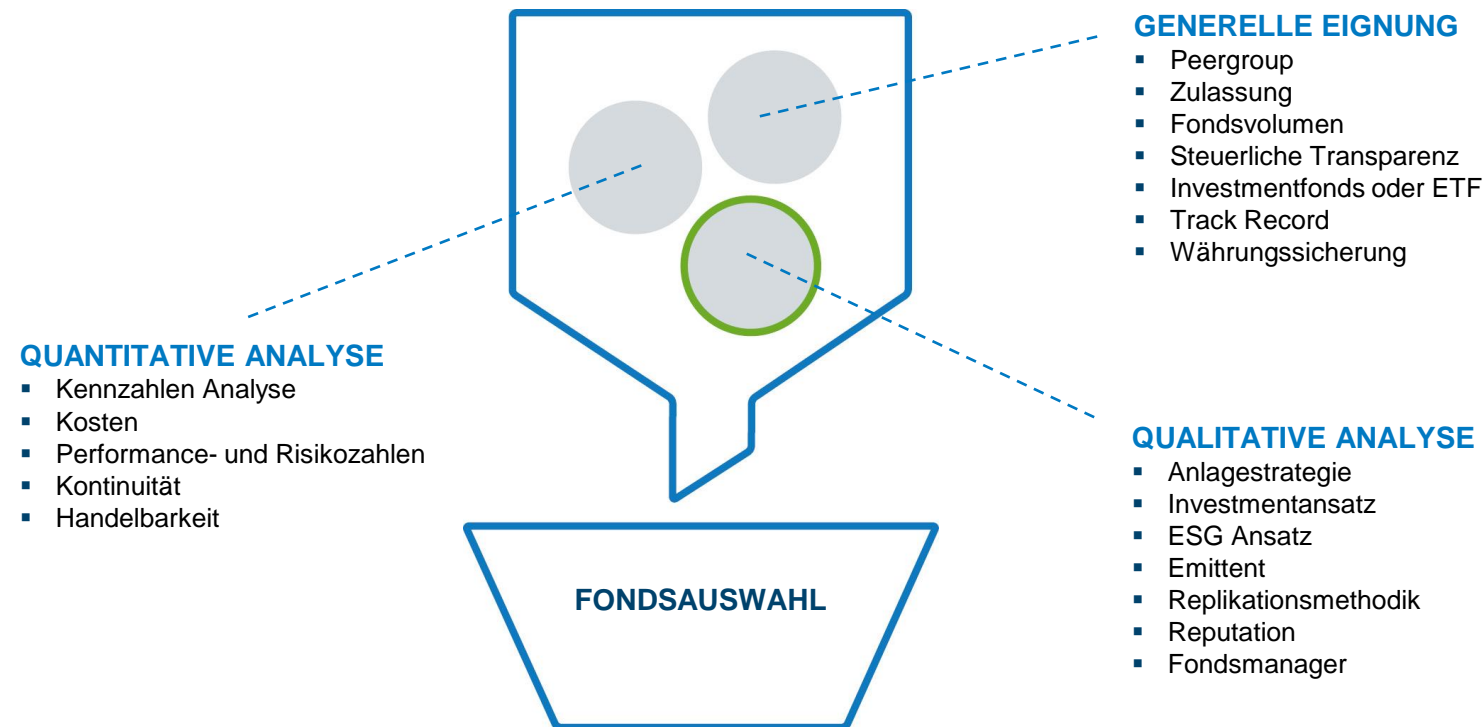 GENERELLE EIGNUNG
▪ Peergroup
▪ Zulassung
▪ Fondsvolumen
▪ Steuerliche Transparenz
▪ Investmentfonds oder ETF
▪ Track Record
▪ Währungssicherung
QUANTITATIVE ANALYSE
▪ Kennzahlen Analyse
▪ Kosten
▪ Performance- und Risikozahlen
▪ Kontinuität
▪ Handelbarkeit
QUALITATIVE ANALYSE
▪ Anlagestrategie
▪ Investmentansatz
▪ ESG Ansatz
▪ Emittent
▪ Replikationsmethodik
▪ Reputation
▪ Fondsmanager
FONDSAUSWAHL